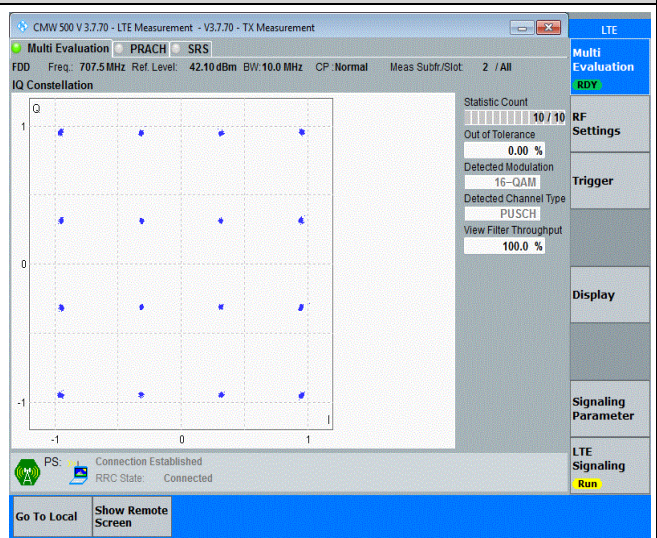 CMW 500 V 3.7.70 - LTE Measurement - V3.7.70 - TX Measurement
LTE
Multi Evaluation PRACH SRS
FDD Freq.: 707.5 MHz Ref. Level: 42.10 dBm BW: 10.0 MHz CP : Normal Meas Subfr./Slot: 2 / All
IQ Constellation
Q
1
0
-1
-1 0 1
I
Statistic Count
10 / 10
Out of Tolerance
0.00 %
Detected Modulation
16-QAM
Detected Channel Type
PUSCH
View Filter Throughput
100.0 %
Multi
Evaluation
RDY
RF
Settings
Trigger
Display
Signaling
Parameter
LTE
Signaling
Run
PS: Connection Established
RRC State: Connected
Go To Local
Show Remote
Screen